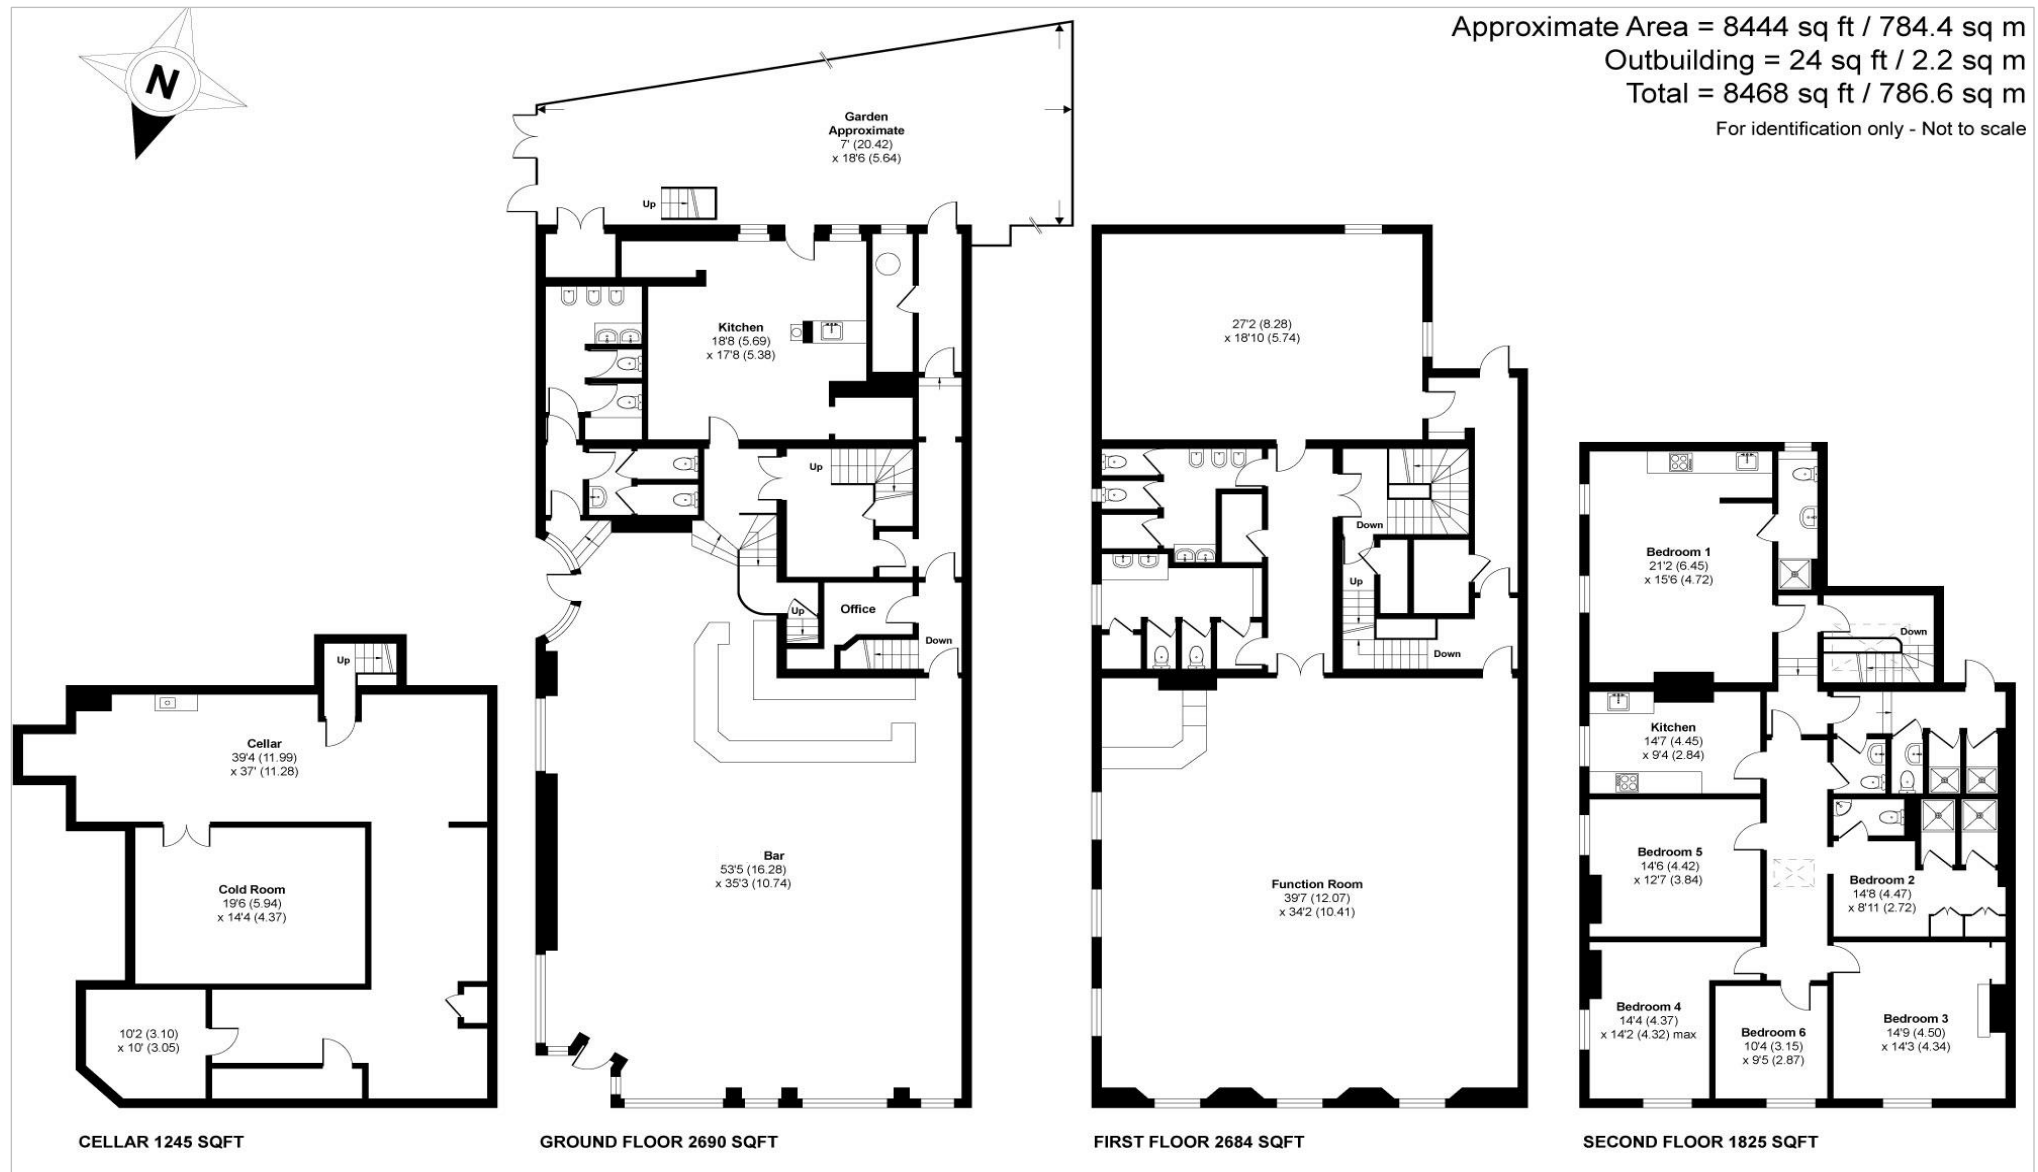 Approximate Area = 8444 sq ft / 784.4 sq m
Outbuilding = 24 sq ft / 2.2 sq m
Total = 8468 sq ft / 786.6 sq m
For identification only - Not to scale
N
Up
Cellar
39'4 (11.99)
x 37' (11.28)
Cold Room
19'6 (5.94)
x 14'4 (4.37)
10'2 (3.10)
x 10' (3.05)
CELLAR 1245 SQFT
Garden
Approximate
7' (20.42)
x 18'6 (5.64)
Up
Kitchen
18'8 (5.69)
x 17'8 (5.38)
Up
Up
Office
Down
Bar
53'5 (16.28)
x 35'3 (10.74)
GROUND FLOOR 2690 SQFT
27'2 (8.28)
x 18'10 (5.74)
Down
Up
Down
Function Room
39'7 (12.07)
x 34'2 (10.41)
FIRST FLOOR 2684 SQFT
Bedroom 1
21'2 (6.45)
x 15'6 (4.72)
Down
Kitchen
14'7 (4.45)
x 9'4 (2.84)
Bedroom 5
14'6 (4.42)
x 12'7 (3.84)
Bedroom 2
14'8 (4.47)
x 8'11 (2.72)
Bedroom 4
14'4 (4.37)
x 14'2 (4.32) max
Bedroom 6
10'4 (3.15)
x 9'5 (2.87)
Bedroom 3
14'9 (4.50)
x 14'3 (4.34)
SECOND FLOOR 1825 SQFT